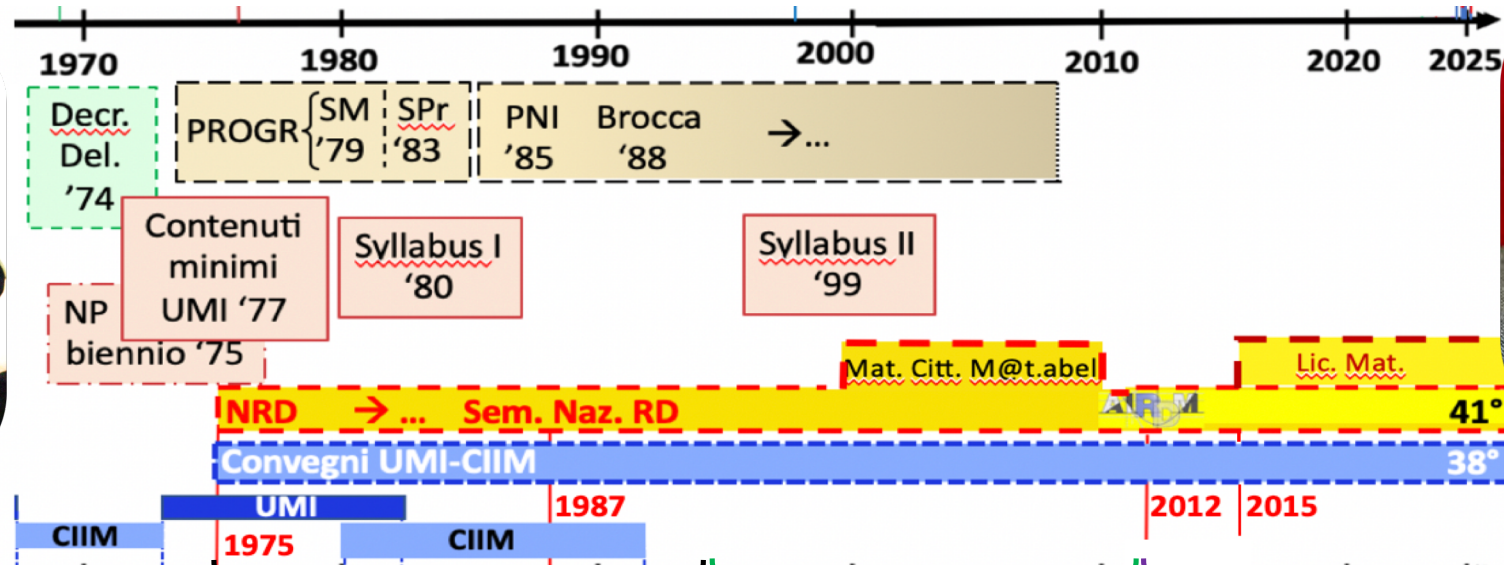 1970 1980 1990 2000 2010 2020 2025
Decr.
Del.
’74
PROGR
SM
’79
SPr
‘83
PNI
’85
Brocca
‘88
→...
Contenuti
minimi
UMI ‘77
Syllabus I
‘80
Syllabus II
‘99
NP
biennio ‘75
Mat. Citt. M@t.abel
Lic. Mat.
NRD → ... Sem. Naz. RD
AIRDM
41°
Convegni UMI-CIIM
38°
UMI
CIIM
1975
CIIM
1987
2012
2015